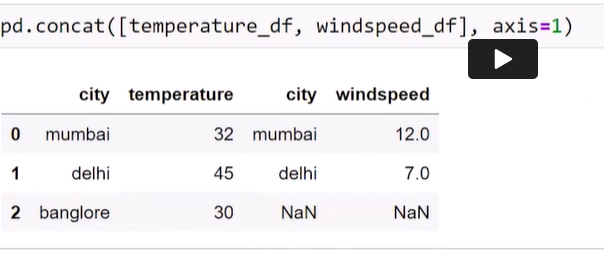 pd.concat([temperature_df, windspeed_df], axis=1)
city temperature city windspeed
0 mumbai 32 mumbai 12.0
1 delhi 45 delhi 7.0
2 banglore 30 NaN NaN